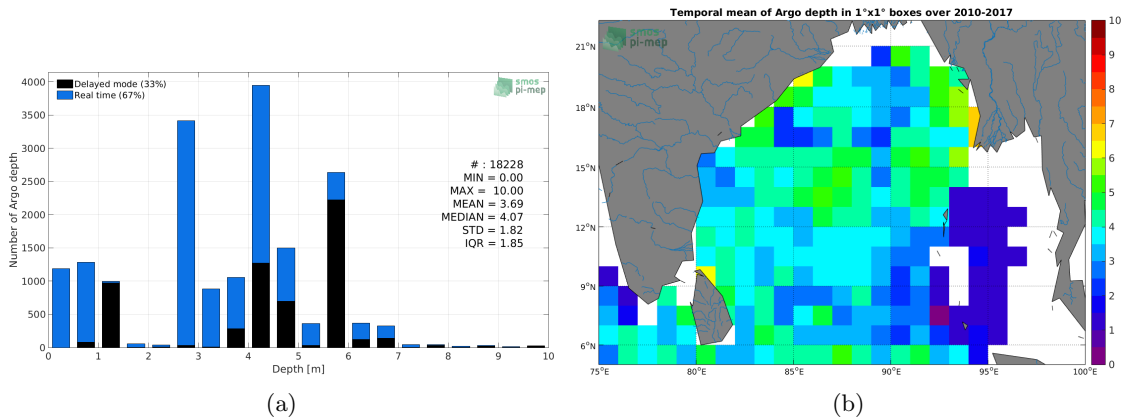 4000
3500
3000
2500
2000
1500
1000
500
0
Number of Argo depth
Delayed mode (33%)
Real time (67%)
smos
pi-mep
# : 18228
MIN = 0.00
MAX = 10.00
MEAN = 3.69
MEDIAN = 4.07
STD = 1.82
IQR = 1.85
0 1 2 3 4 5 6 7 8 9 10
Depth [m]
(a)
Temporal mean of Argo depth in 1°x1° boxes over 2010-2017
smos
pi-mep
21°N
18°N
15°N
12°N
9°N
6°N
75°E 80°E 85°E 90°E 95°E 100°E
10
9
8
7
6
5
4
3
2
1
0
(b)